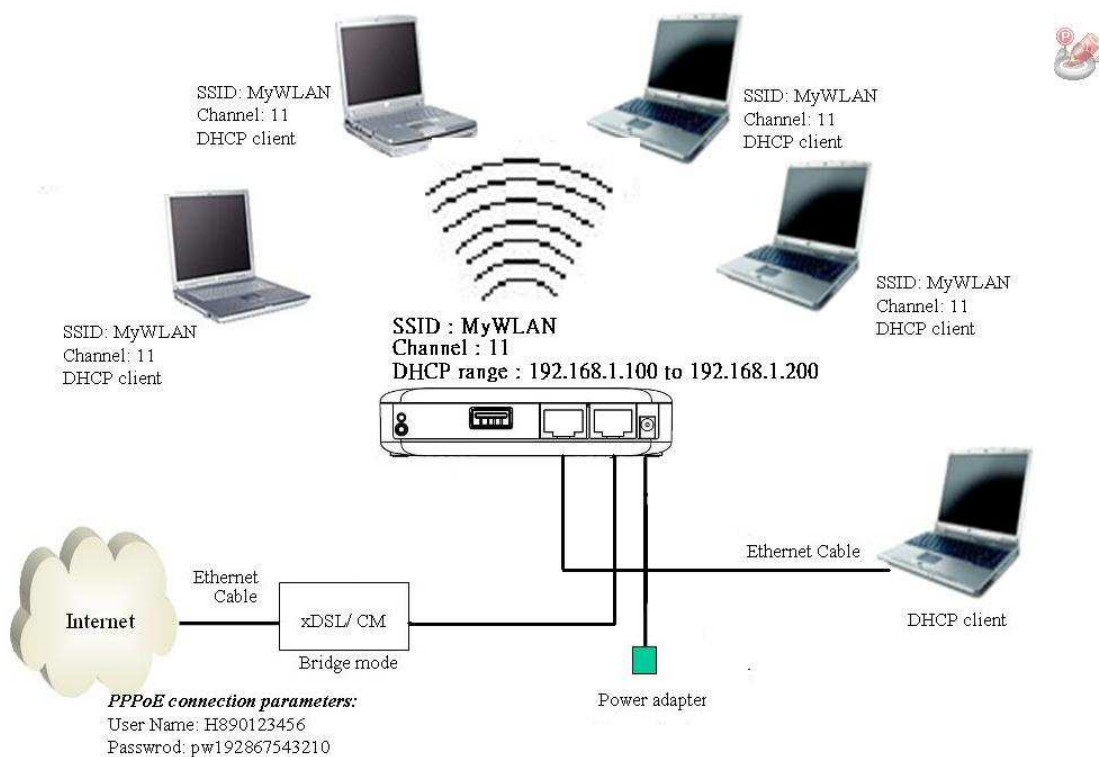 SSID: MyWLAN
Channel: 11
DHCP client
SSID: MyWLAN
Channel: 11
DHCP client
SSID: MyWLAN
Channel: 11
DHCP client
SSID: MyWLAN
Channel: 11
DHCP client
SSID : MyWLAN
Channel : 11
DHCP range : 192.168.1.100 to 192.168.1.200
Ethernet Cable
DHCP client
Ethernet
Cable
Internet
xDSL/ CM
Bridge mode
Power adapter
PPPoE connection parameters:
User Name: H890123456
Passwrod: pw192867543210
P